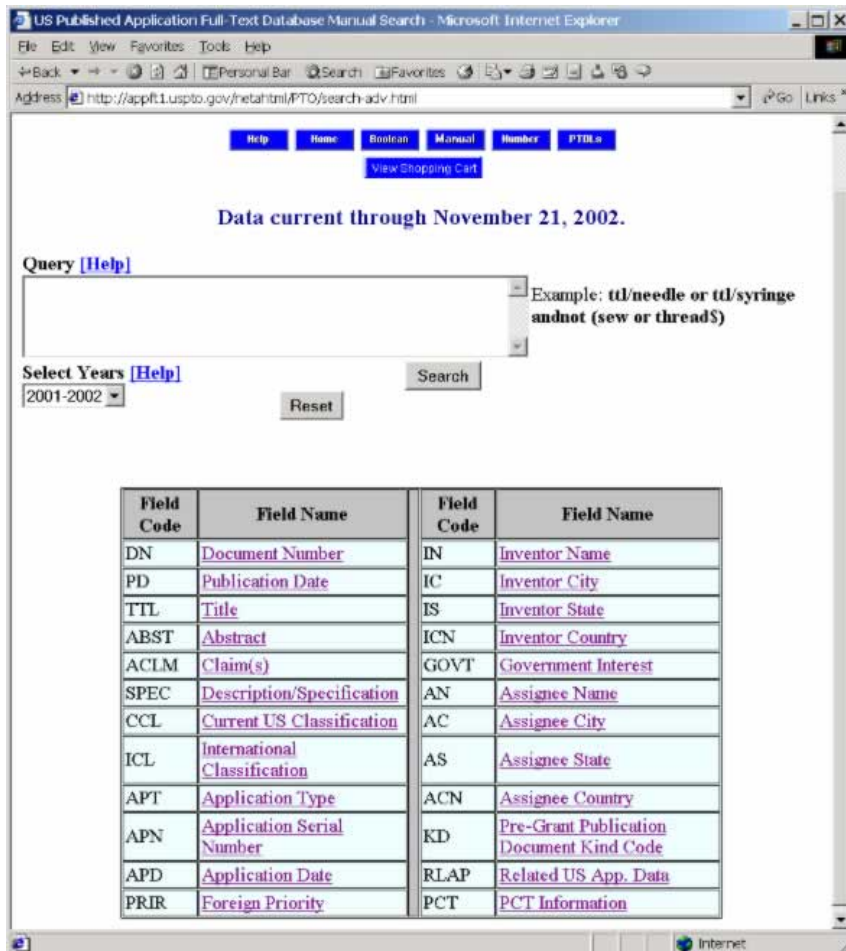 US Published Application Full-Text Database Manual Search - Microsoft Internet Explorer
File Edit View Favorites Tools Help
Back Personal Bar Search Favorites
Address http://appft1.uspto.gov/netahtml/PTO/search-adv.html Go Links
Help Home Boolean Manual Number PTDLs
View Shopping Cart
Data current through November 21, 2002.
Query [Help]
Example: ttl/needle or ttl/syringe
andnot (sew or thread$)
Select Years [Help]
Search
2001-2002
Reset
Field Code Field Name Field Code Field Name
DN Document Number IN Inventor Name
PD Publication Date IC Inventor City
TTL Title IS Inventor State
ABST Abstract ICN Inventor Country
ACLM Claim(s) GOVT Government Interest
SPEC Description/Specification AN Assignee Name
CCL Current US Classification AC Assignee City
ICL International Classification AS Assignee State
APT Application Type ACN Assignee Country
APN Application Serial Number KD Pre-Grant Publication Document Kind Code
APD Application Date RLAP Related US App. Data
PRIR Foreign Priority PCT PCT Information
Internet